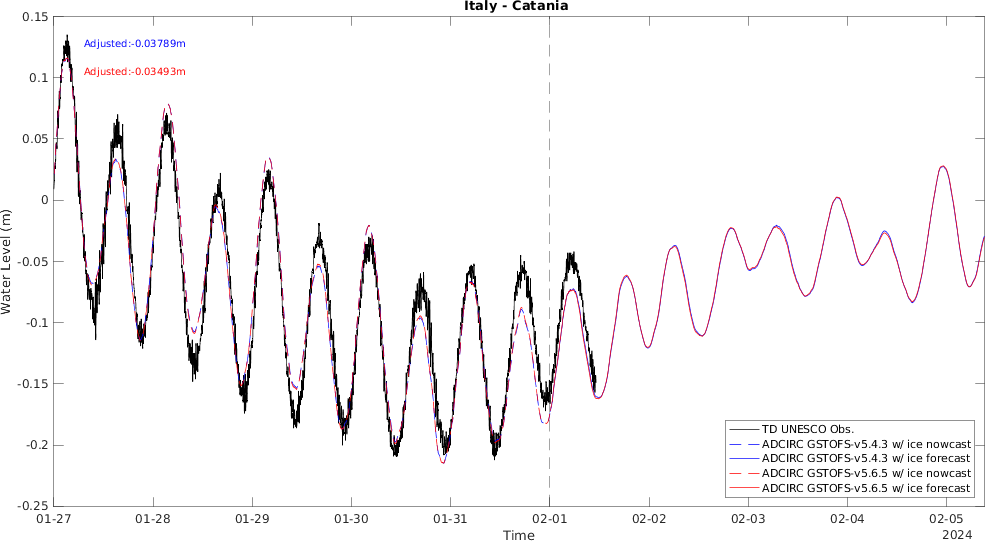 Italy - Catania
Adjusted:-0.03789m
Adjusted:-0.03493m
Water Level (m)
0.15
0.1
0.05
0
-0.05
-0.1
-0.15
-0.2
-0.25
TD UNESCO Obs.
ADCIRC GSTOFS-v5.4.3 w/ ice nowcast
ADCIRC GSTOFS-v5.4.3 w/ ice forecast
ADCIRC GSTOFS-v5.6.5 w/ ice nowcast
ADCIRC GSTOFS-v5.6.5 w/ ice forecast
01-27 01-28 01-29 01-30 01-31 02-01 02-02 02-03 02-04 02-05
Time
2024